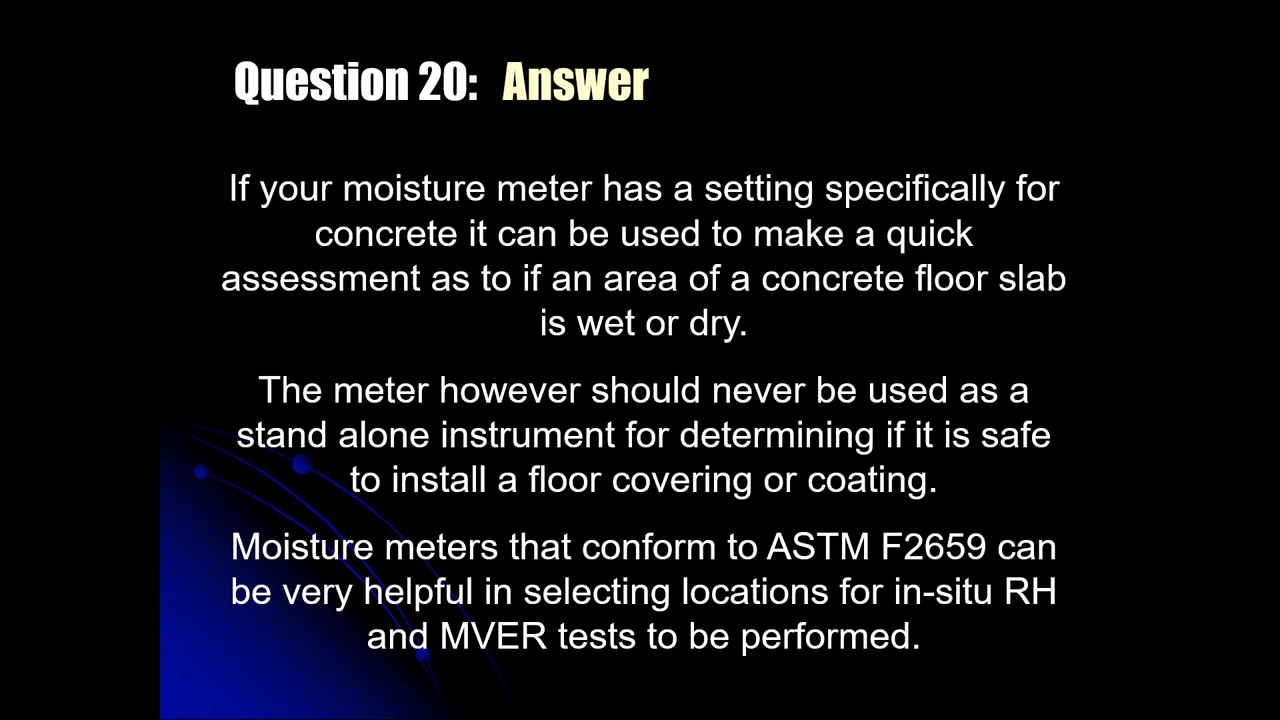 Question 20: Answer
If your moisture meter has a setting specifically for
concrete it can be used to make a quick
assessment as to if an area of a concrete floor slab
is wet or dry.
The meter however should never be used as a
stand alone instrument for determining if it is safe
to install a floor covering or coating.
Moisture meters that conform to ASTM F2659 can
be very helpful in selecting locations for in-situ RH
and MVER tests to be performed.